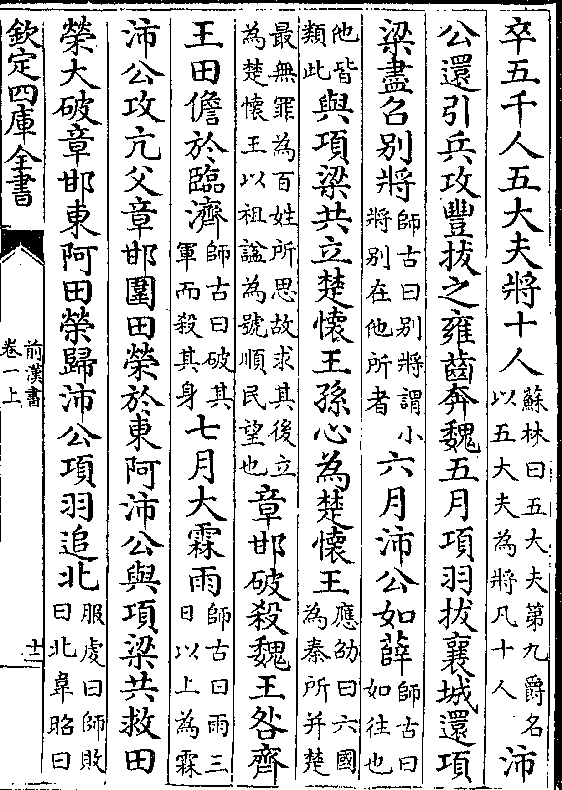 卒五千人五大夫將十人蘇林曰五大夫第九爵名以五大夫為將凡十人沛
公還引兵攻豐拔之雍齒奔魏五月項羽拔襄城還項
梁盡召別將師古曰別將謂小將別在他所者六月沛公如薛師古曰如往也
他皆類此與項梁共立楚懷王孫心為楚懷王應劭曰六國為秦所并楚
最無罪為百姓所思故求其後立為楚懷王以祖諡為號順民望也章邯破殺魏王咎齊
王田儋於臨濟師古曰破其軍而殺其身七月大霖雨師古曰雨三日以上為霖
沛公攻亢父章邯圍田榮於東阿沛公與項梁共救田
榮大破章邯東阿田榮歸沛公項羽追北服虔曰師敗曰北韋昭曰
欽定四庫全書
前漢書
卷一上
十二